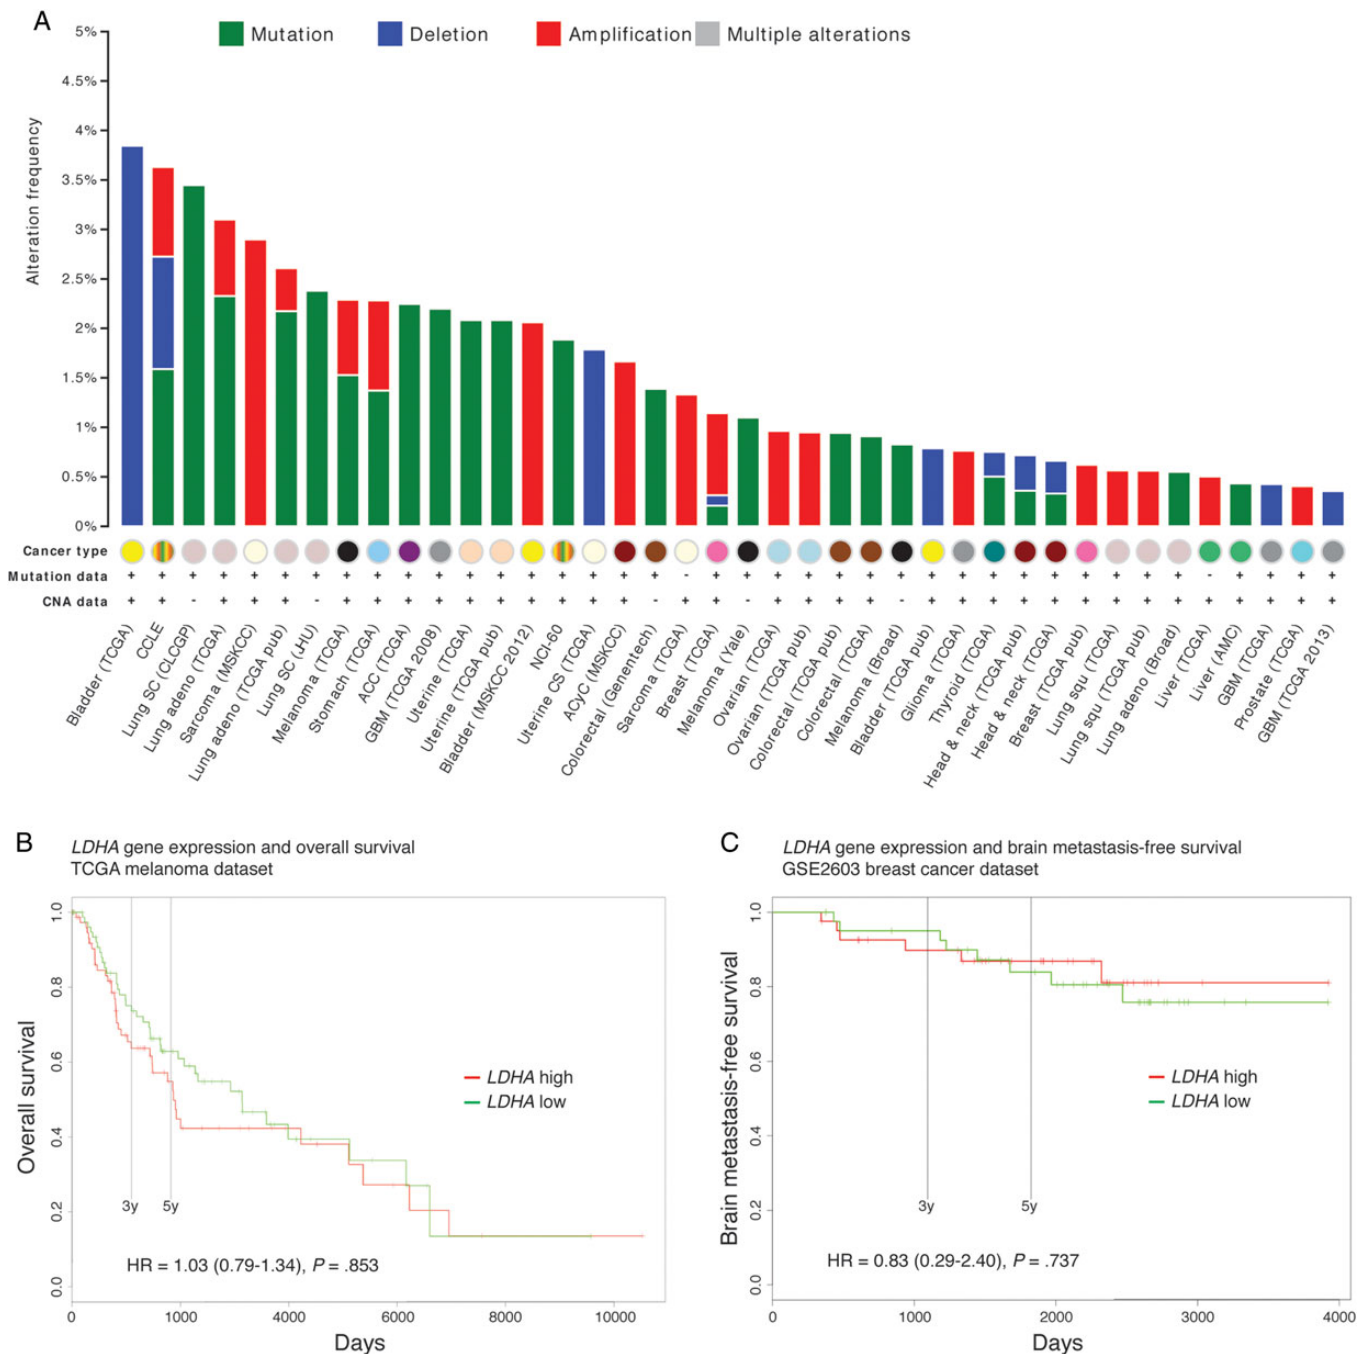 A
Mutation Deletion Amplification Multiple alterations
Alteration frequency
5%
4.5%
4%
3.5%
3%
2.5%
2%
1.5%
1%
0.5%
0%
Cancer type
Mutation data + + + + + + + + + + + + + + + + + + - + + + + + + + + + + + + + + + + - + + + +
CNA data + + - + + + - + + + + + + + + + + - + + - + + + + - + + + + + + + + + + + + + +
Bladder (TCGA)
CCLE
Lung SC (CLCGP)
Lung adeno (TCGA)
Sarcoma (MSKCC)
Lung adeno (TCGA pub)
Lung SC (JHU)
Melanoma (TCGA)
Stomach (TCGA)
ACC (TCGA)
GBM (TCGA 2008)
Uterine (TCGA)
Uterine (TCGA pub)
Bladder (MSKCC 2012)
NCI-60
Uterine CS (TCGA)
ACyC (MSKCC)
Colorectal (Genentech)
Sarcoma (TCGA)
Breast (TCGA)
Melanoma (Yale)
Ovarian (TCGA)
Ovarian (TCGA pub)
Colorectal (TCGA pub)
Colorectal (TCGA)
Melanoma (Broad)
Bladder (TCGA pub)
Glioma (TCGA)
Thyroid (TCGA)
Head & neck (TCGA pub)
Head & neck (TCGA)
Breast (TCGA pub)
Lung squ (TCGA)
Lung squ (TCGA pub)
Lung adeno (Broad)
Liver (TCGA)
Liver (AMC)
GBM (TCGA)
Prostate (TCGA)
GBM (TCGA 2013)
B
LDHA gene expression and overall survival
TCGA melanoma dataset
Overall survival
1.0
0.8
0.6
0.4
0.2
0.0
LDHA high
LDHA low
3y 5y
HR = 1.03 (0.79-1.34), P = .853
0 1000 4000 6000 8000 10000
Days
C
LDHA gene expression and brain metastasis-free survival
GSE2603 breast cancer dataset
Brain metastasis-free survival
1.0
0.8
0.6
0.4
0.2
0.0
LDHA high
LDHA low
3y 5y
HR = 0.83 (0.29-2.40), P = .737
0 1000 2000 3000 4000
Days